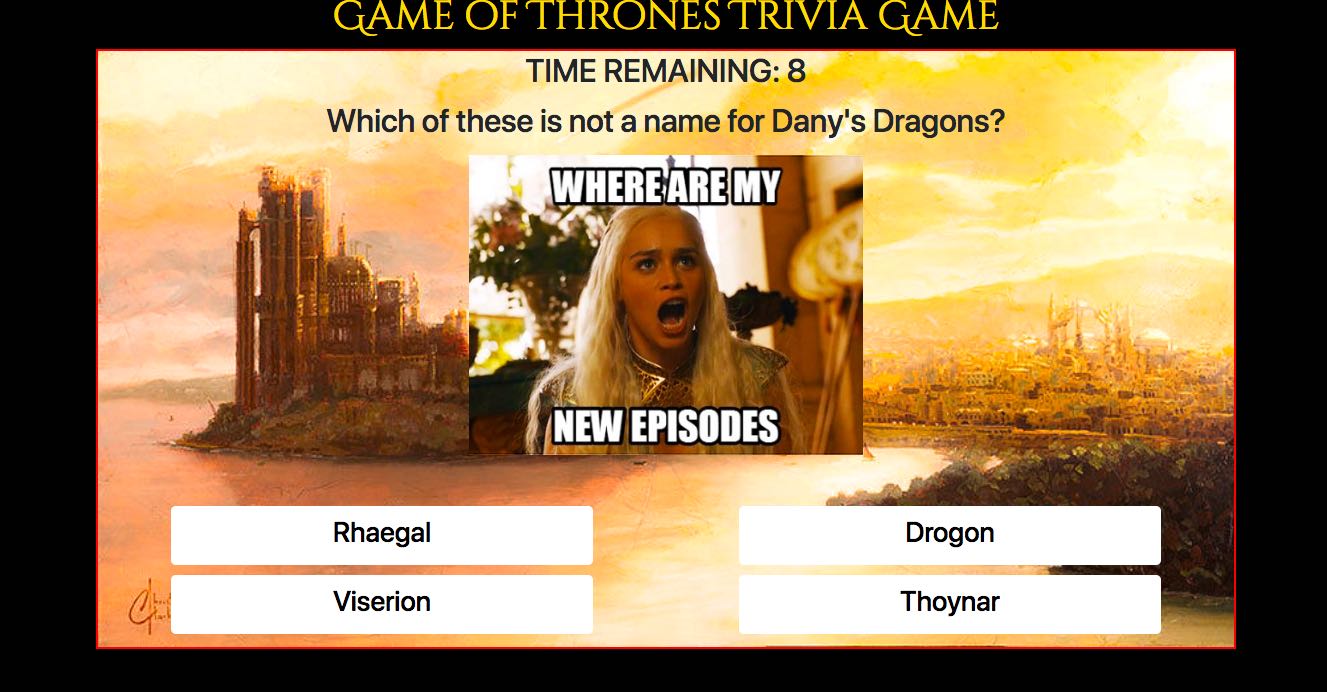 Game of Thrones Trivia Game
TIME REMAINING: 8
Which of these is not a name for Dany's Dragons?
WHERE ARE MY
NEW EPISODES
Rhaegal
Drogon
Viserion
Thoynar